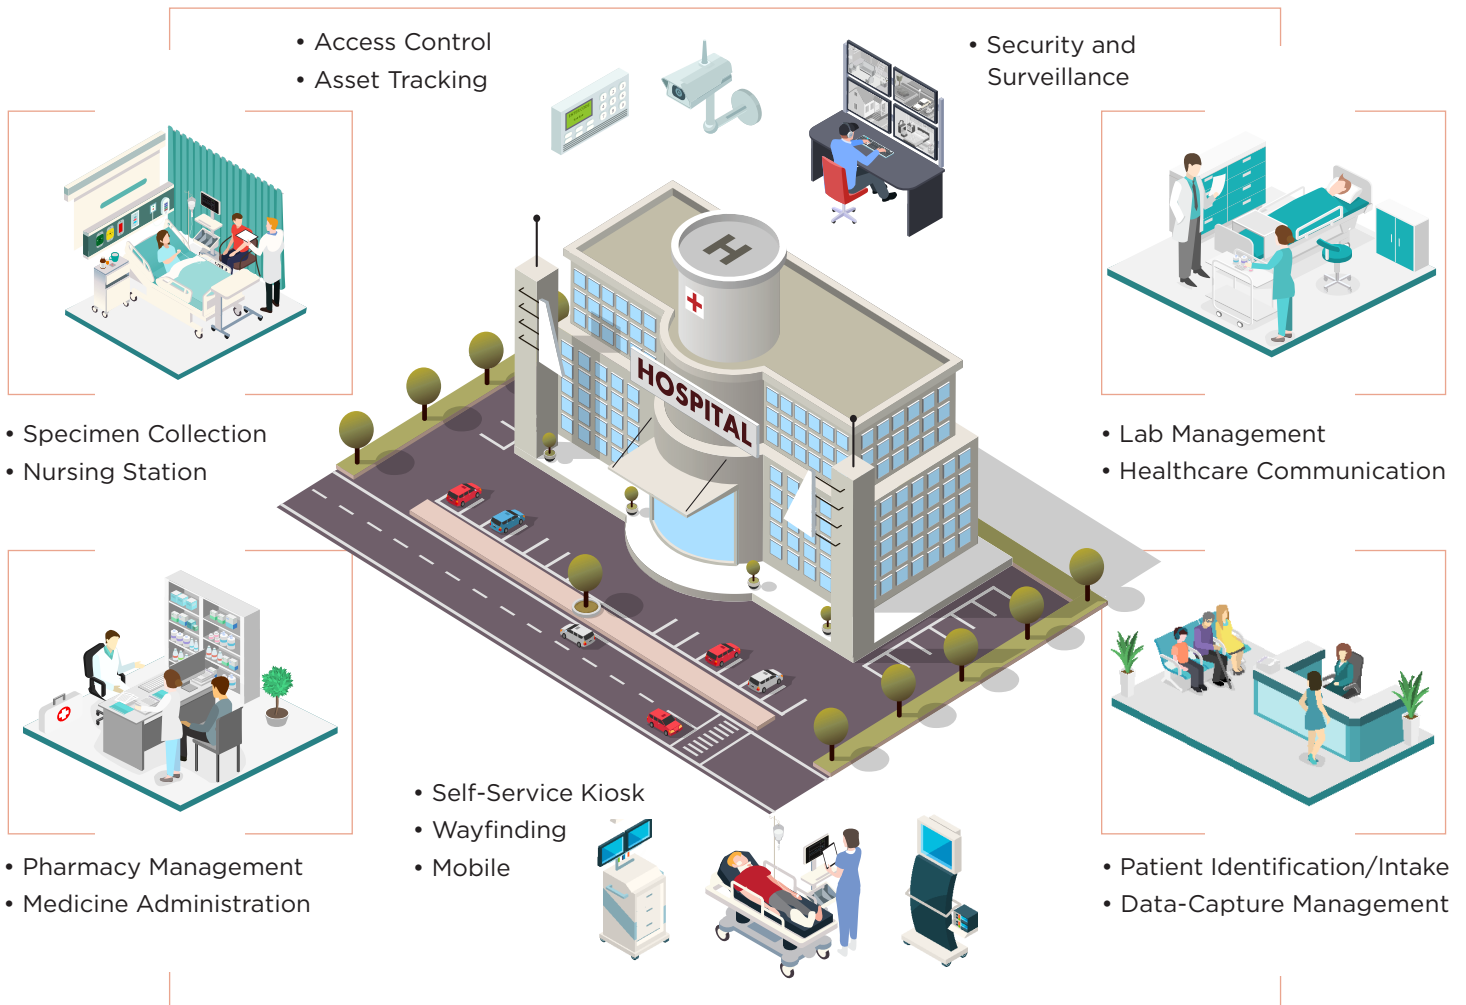 • Access Control
• Asset Tracking
• Security and
Surveillance
H
HOSPITAL
• Specimen Collection
• Nursing Station
• Lab Management
• Healthcare Communication
• Self-Service Kiosk
• Wayfinding
• Mobile
• Pharmacy Management
• Medicine Administration
• Patient Identification/Intake
• Data-Capture Management